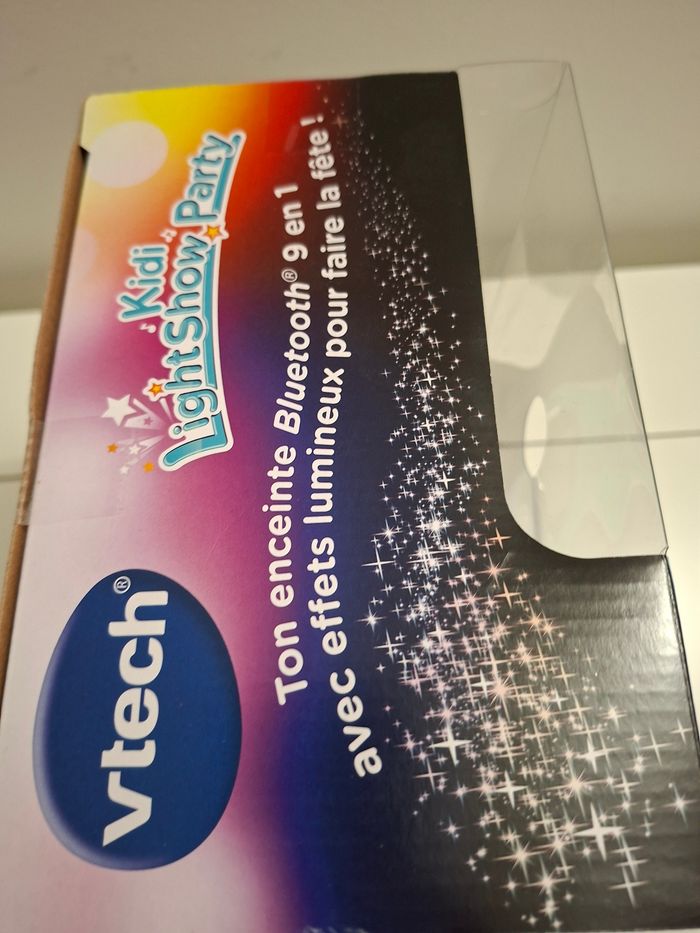 vtech®
Kidi
LightShow Party
Ton enceinte Bluetooth® 9 en 1
avec effets lumineux pour faire la fête !